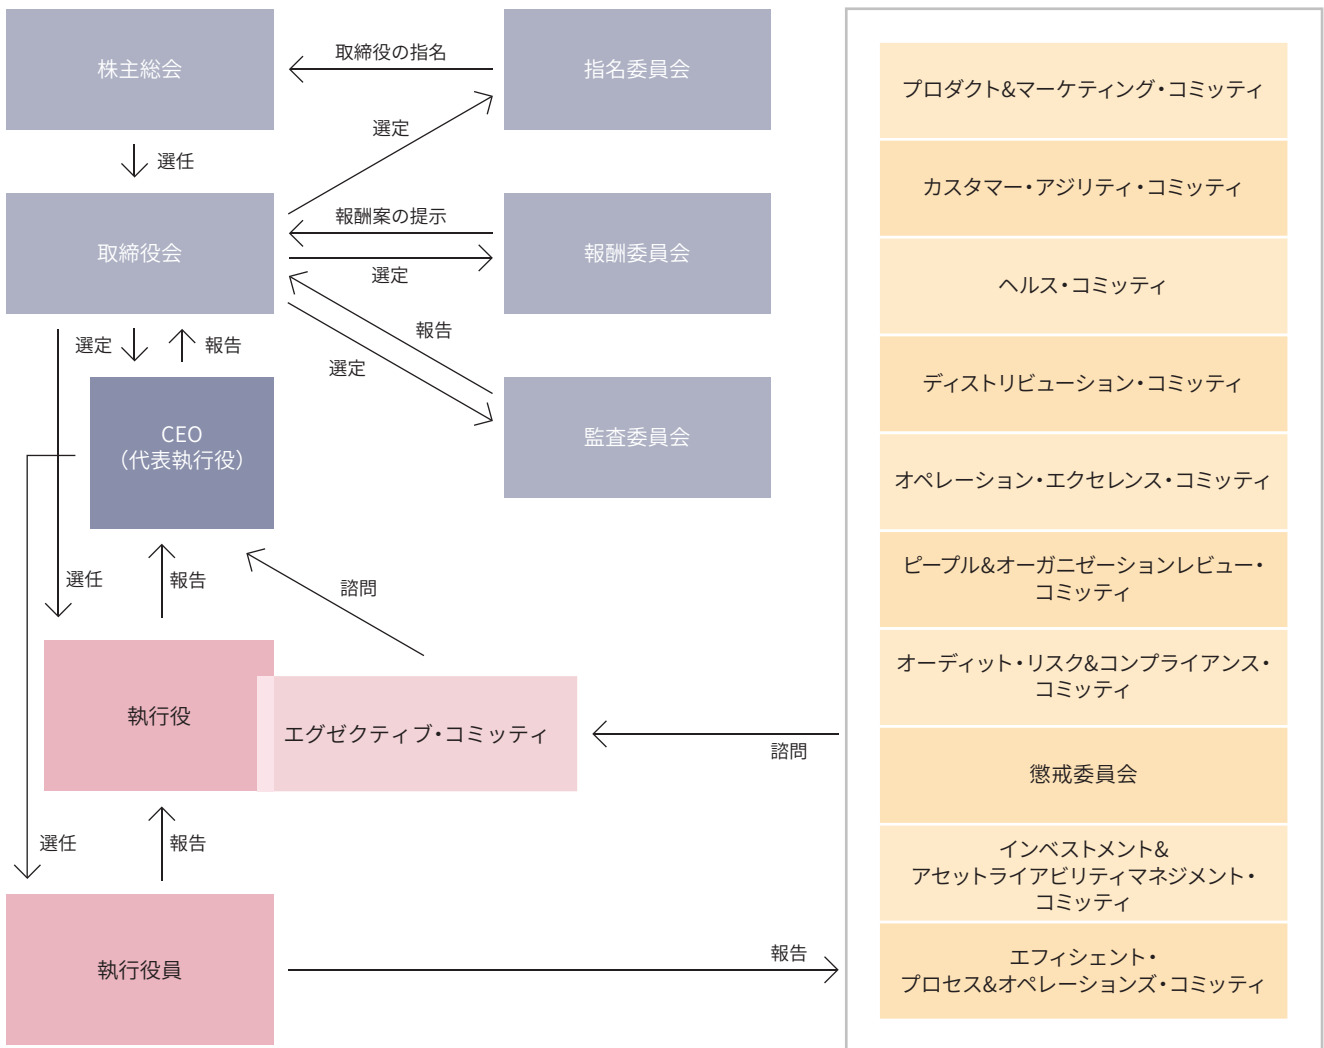 株主総会
取締役の指名
指名委員会
選定
選任
取締役会
報酬案の提示
報酬委員会
選定
報告
選定
監査委員会
選定
報告
CEO
（代表執行役）
選任
報告
諮問
執行役
エグゼクティブ・コミッティ
諮問
選任
報告
執行役員
報告
プロダクト&マーケティング・コミッティ
カスタマー・アジリティ・コミッティ
ヘルス・コミッティ
ディストリビューション・コミッティ
オペレーション・エクセレンス・コミッティ
ピープル&オーガニゼーションレビュー・
コミッティ
オーディット・リスク&コンプライアンス・
コミッティ
懲戒委員会
インベストメント&
アセットライアビリティマネジメント・
コミッティ
エフィシェント・
プロセス&オペレーションズ・コミッティ